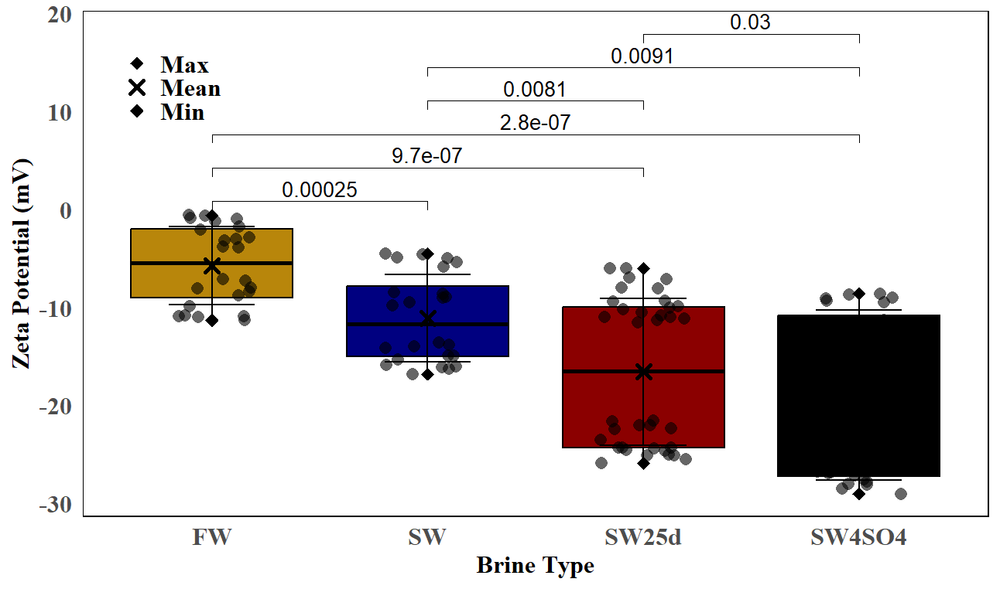 20
10
0
-10
-20
-30
Zeta Potential (mV)
Max
Mean
Min
0.03
0.0091
0.0081
2.8e-07
9.7e-07
0.00025
FW SW SW25d SW4SO4
Brine Type